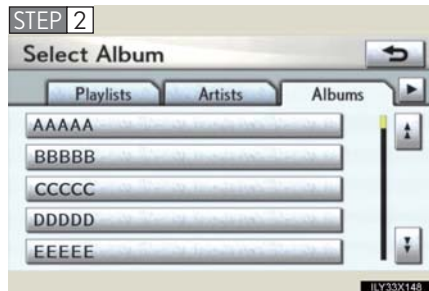 STEP 2
Select Album
Playlists Artists Albums
AAAAA
BBBBB
CCCCC
DDDDD
EEEEE
ILY33X148